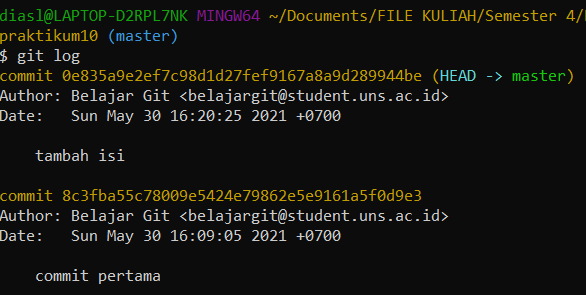 diasl@LAPTOP-D2RPL7NK MINGW64 ~/Documents/FILE KULIAH/Semester 4/
praktikum10 (master)
$ git log
commit 0e835a9e2ef7c98d1d27fef9167a8a9d289944be (HEAD -> master)
Author: Belajar Git <belajargit@student.uns.ac.id>
Date:   Sun May 30 16:20:25 2021 +0700
tambah isi
commit 8c3fba55c78009e5424e79862e5e9161a5f0d9e3
Author: Belajar Git <belajargit@student.uns.ac.id>
Date:   Sun May 30 16:09:05 2021 +0700
commit pertama